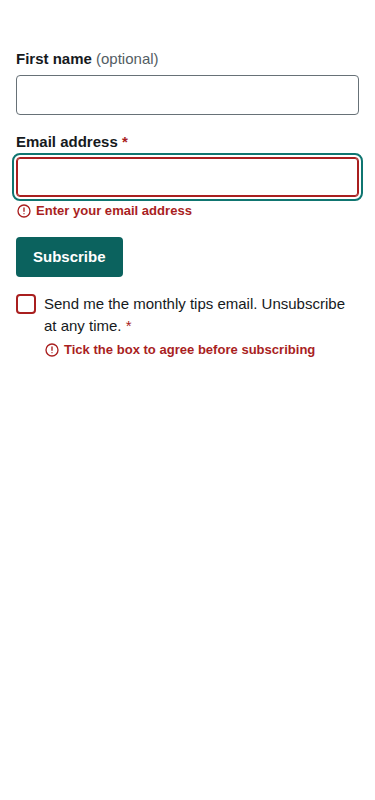 First name (optional)
Email address *
Enter your email address
Subscribe
Send me the monthly tips email. Unsubscribe
at any time. *
Tick the box to agree before subscribing